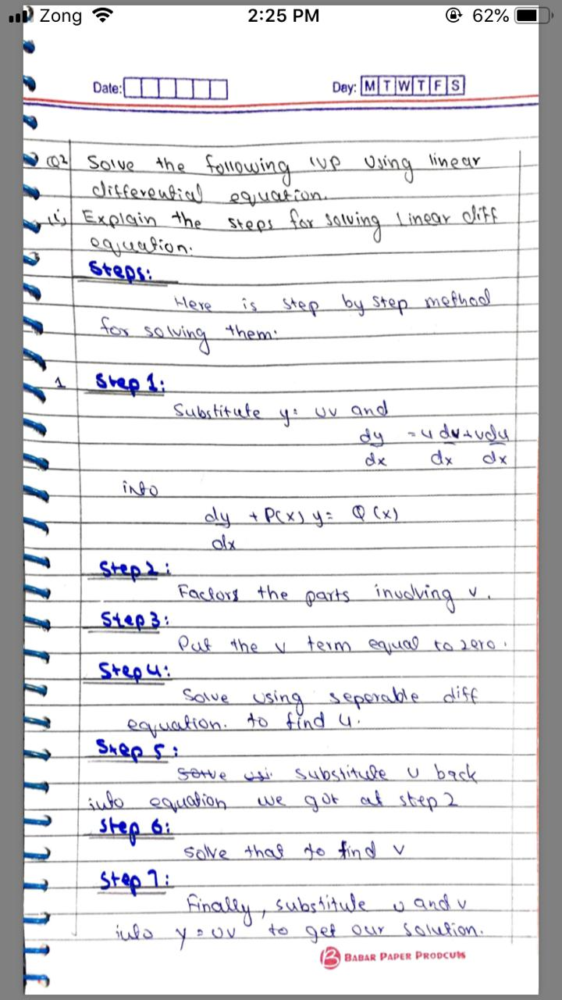 Zong 2:25 PM 62%
Date: Day: M T W T F S
Q2 Solve the following IVP using linear
differential equation.
(i) Explain the steps for solving Linear diff
equation.
Steps:
Here is step by step method
for solving them:
1 Step 1:
Substitute y= uv and
dy = u dv + v du
dx dx dx
into
dy + P(x) y = Q(x)
dx
Step 2:
Factors the parts involving v.
Step 3:
Put the v term equal to zero.
Step 4:
Solve using seperable diff
equation. to find u.
Step 5:
Solve usi substitute u back
into equation we got at step 2
Step 6:
Solve that to find v
Step 7:
Finally, substitute u and v
into y = uv to get our solution.
B BABAR PAPER PRODCUTS